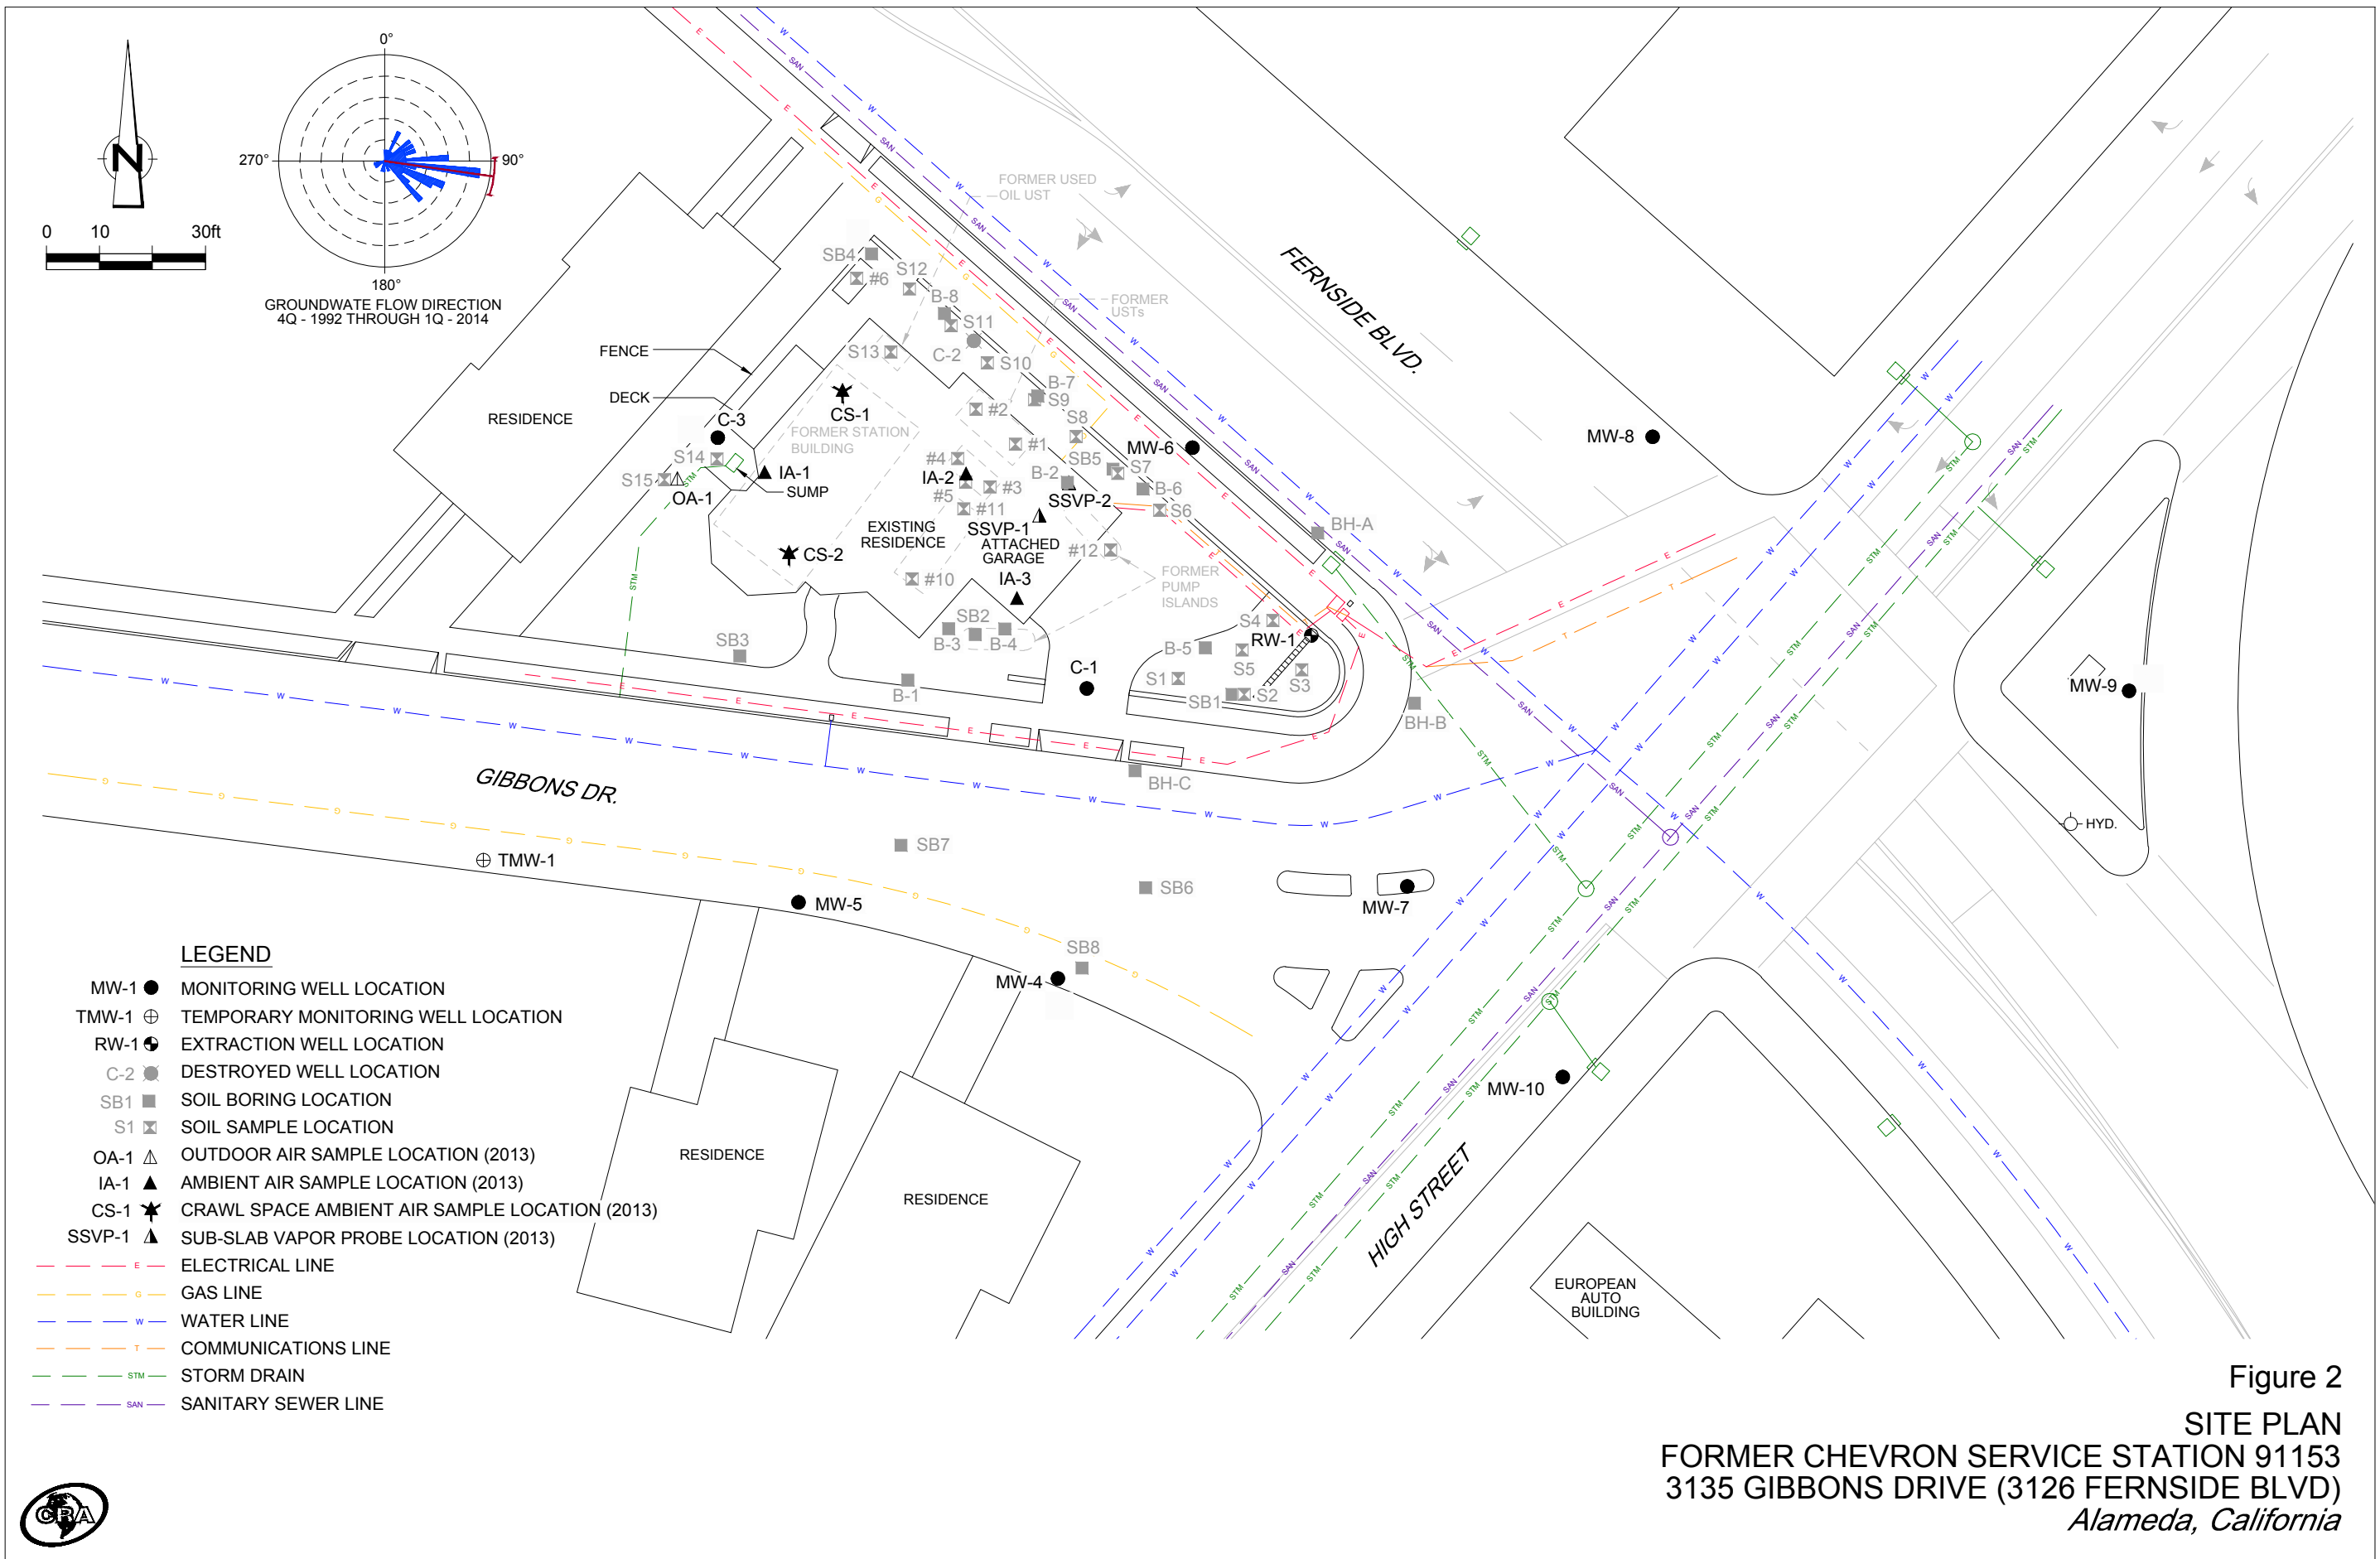 0°
270°
90°
180°
N
0 10 30ft
GROUNDWATE FLOW DIRECTION
4Q - 1992 THROUGH 1Q - 2014
FORMER USED
OIL UST
FORMER
USTs
FERNSIDE BLVD.
FENCE
DECK
RESIDENCE
SB4
#6
S12
B-8
S11
C-2
S10
S13
B-7
S9
#2
S8
#1
CS-1
C-3
FORMER STATION
BUILDING
S14
S15
OA-1
IA-1
SUMP
#4
IA-2
#5
#3
#11
B-2
SB5
S7
B-6
S6
SSVP-2
SSVP-1
MW-6
MW-8
EXISTING
RESIDENCE
ATTACHED
GARAGE
#12
BH-A
CS-2
#10
IA-3
FORMER
PUMP
ISLANDS
SB2
B-3
B-4
SB3
B-1
C-1
S4
RW-1
B-5
S5
S1
S3
SB1
S2
BH-B
BH-C
MW-9
HYD.
GIBBONS DR.
TMW-1
MW-5
SB7
SB6
MW-7
SB8
MW-4
MW-10
RESIDENCE
RESIDENCE
HIGH STREET
EUROPEAN
AUTO
BUILDING
E
G
W
T
STM
SAN
LEGEND
MW-1 MONITORING WELL LOCATION
TMW-1 TEMPORARY MONITORING WELL LOCATION
RW-1 EXTRACTION WELL LOCATION
C-2 DESTROYED WELL LOCATION
SB1 SOIL BORING LOCATION
S1 SOIL SAMPLE LOCATION
OA-1 OUTDOOR AIR SAMPLE LOCATION (2013)
IA-1 AMBIENT AIR SAMPLE LOCATION (2013)
CS-1 CRAWL SPACE AMBIENT AIR SAMPLE LOCATION (2013)
SSVP-1 SUB-SLAB VAPOR PROBE LOCATION (2013)
E ELECTRICAL LINE
G GAS LINE
W WATER LINE
T COMMUNICATIONS LINE
STM STORM DRAIN
SAN SANITARY SEWER LINE
CRA
Figure 2
SITE PLAN
FORMER CHEVRON SERVICE STATION 91153
3135 GIBBONS DRIVE (3126 FERNSIDE BLVD)
Alameda, California